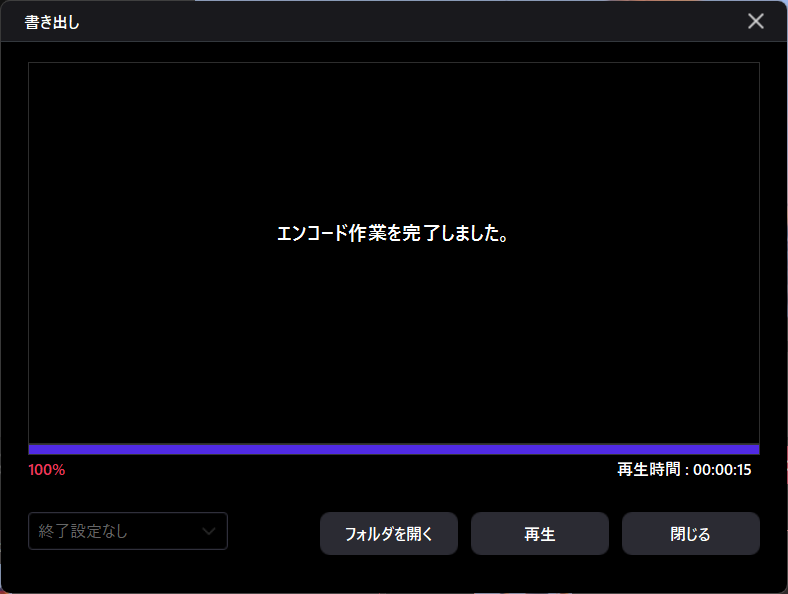 書き出し
エンコード作業を完了しました。
100%
再生時間 : 00:00:15
終了設定なし
フォルダを開く
再生
閉じる